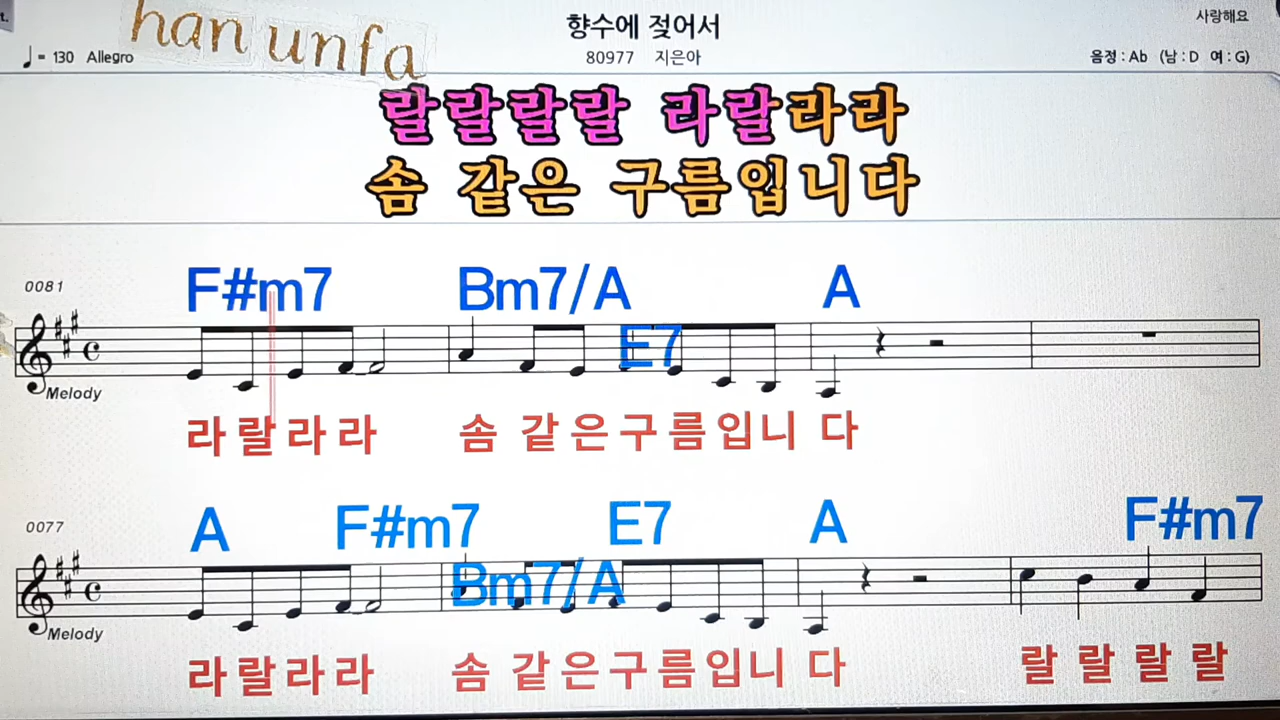 t.
han unfa
향수에 젖어서
사랑해요
♩= 130 Allegro
80977 지은아
음정 : Ab (남 : D 여 : G)
랄랄랄랄 라랄라라
솜 같은 구름입니다
0081
F#m7 Bm7/A E7 A
Melody
라 랄 라 라 솜 같 은 구 름 입 니 다
0077
A F#m7 Bm7/A E7 A F#m7
Melody
라 랄 라 라 솜 같 은 구 름 입 니 다 랄 랄 랄 랄